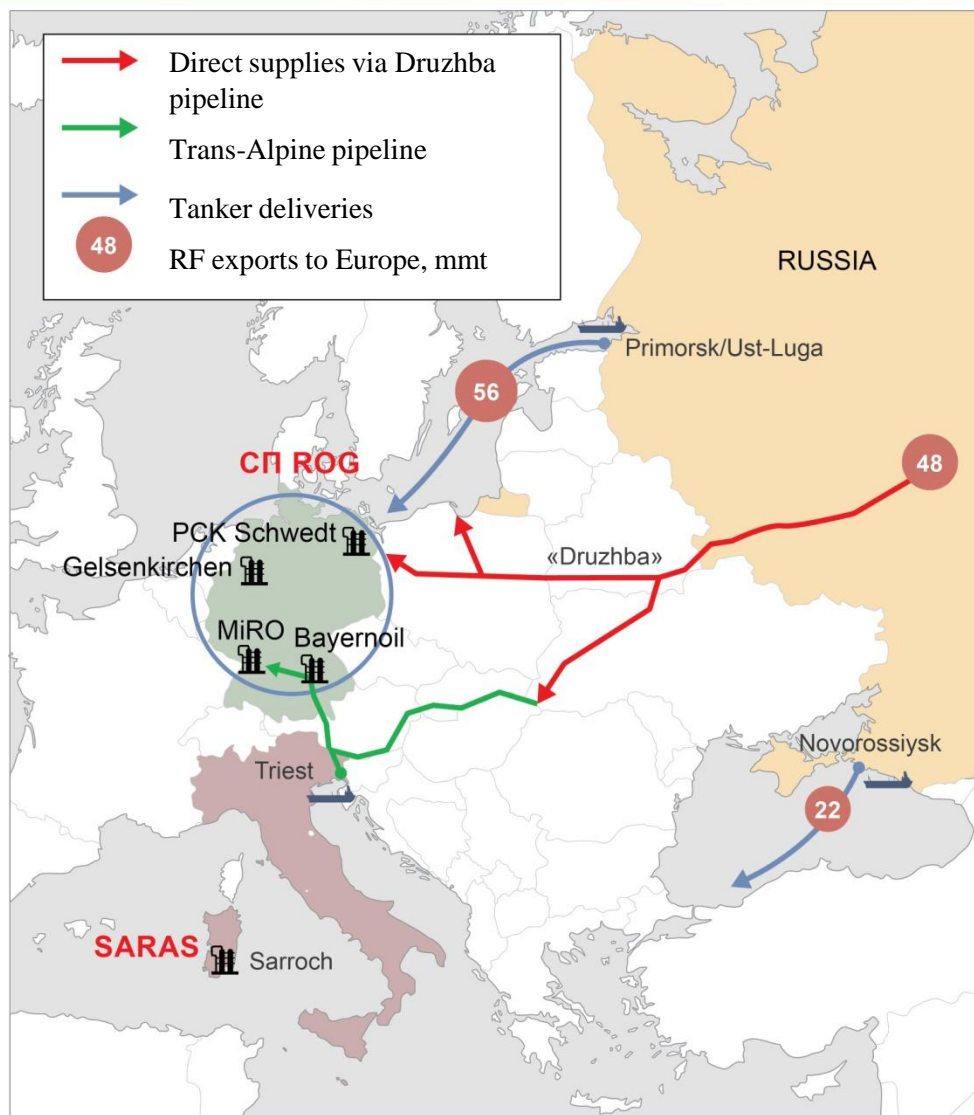 Direct supplies via Druzhba
pipeline
Trans-Alpine pipeline
Tanker deliveries
48
RF exports to Europe, mmt
RUSSIA
Primorsk/Ust-Luga
56
СП ROG
48
PCK Schwedt
«Druzhba»
Gelsenkirchen
MiRO
Bayernoil
Novorossiysk
Triest
22
SARAS
Sarroch